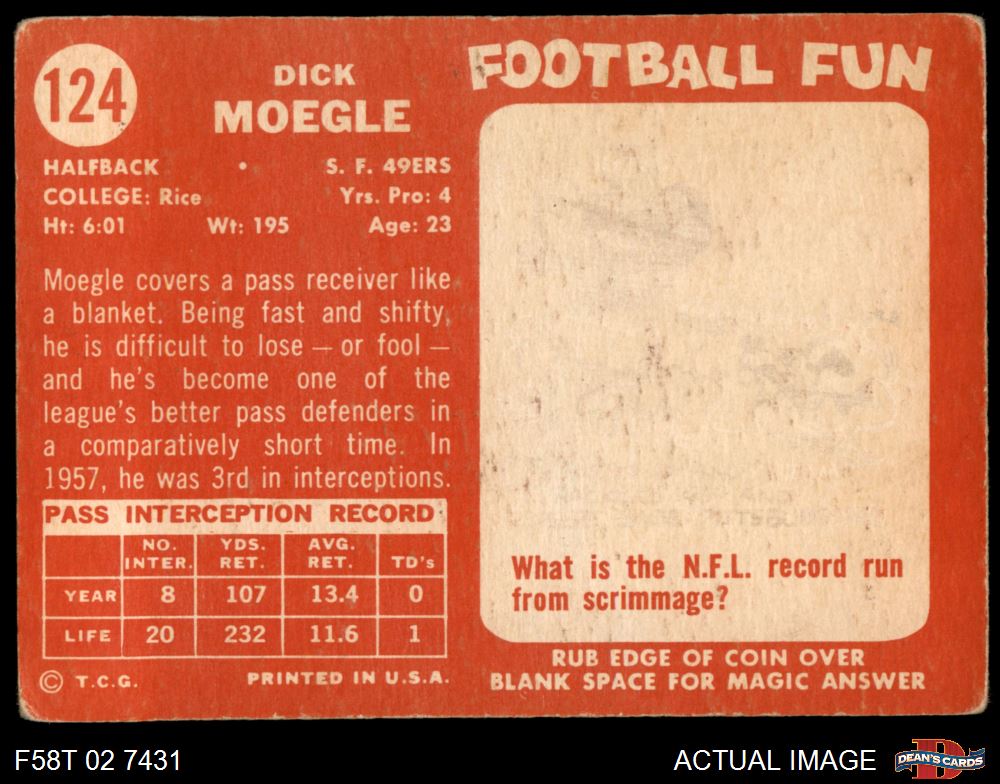 124
DICK
MOEGLE
HALFBACK • S. F. 49ERS
COLLEGE: Rice Yrs. Pro: 4
Ht: 6:01 Wt: 195 Age: 23
Moegle covers a pass receiver like
a blanket. Being fast and shifty,
he is difficult to lose — or fool —
and he's become one of the
league's better pass defenders in
a comparatively short time. In
1957, he was 3rd in interceptions.
PASS INTERCEPTION RECORD
NO. INTER. YDS. RET. AVG. RET. TD's
YEAR 8 107 13.4 0
LIFE 20 232 11.6 1
© T.C.G. PRINTED IN U.S.A.
FOOTBALL FUN
What is the N.F.L. record run
from scrimmage?
RUB EDGE OF COIN OVER
BLANK SPACE FOR MAGIC ANSWER
F58T 02 7431 ACTUAL IMAGE
DEAN'S CARDS